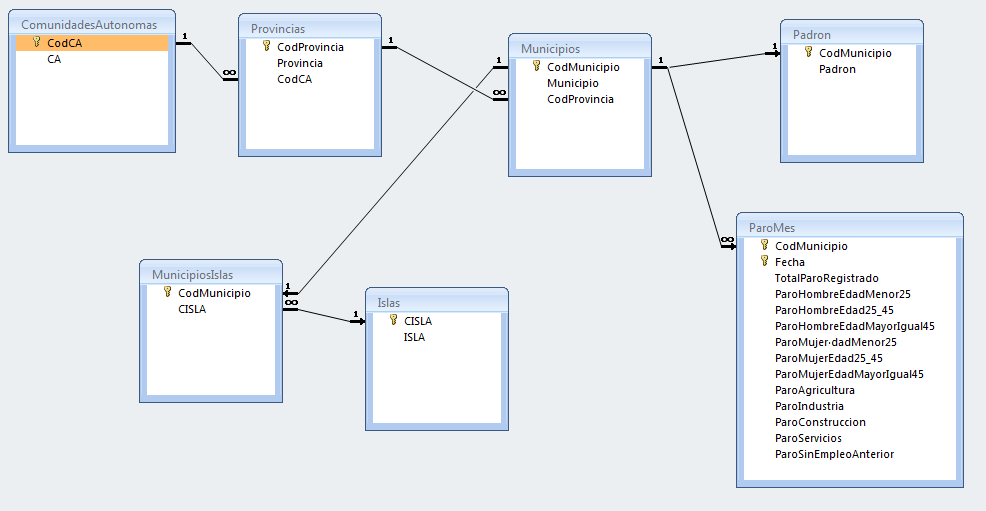 ComunidadesAutonomas
CodCA
CA
1
∞
Provincias
CodProvincia
Provincia
CodCA
1
∞
Municipios
CodMunicipio
Municipio
CodProvincia
1
1
Padron
CodMunicipio
Padron
1
MunicipiosIslas
CodMunicipio
CISLA
1
∞
Islas
CISLA
ISLA
1
ParoMes
CodMunicipio
Fecha
TotalParoRegistrado
ParoHombreEdadMenor25
ParoHombreEdad25_45
ParoHombreEdadMayorIgual45
ParoMujer·dadMenor25
ParoMujerEdad25_45
ParoMujerEdadMayorIgual45
ParoAgricultura
ParoIndustria
ParoConstruccion
ParoServicios
ParoSinEmpleoAnterior
∞